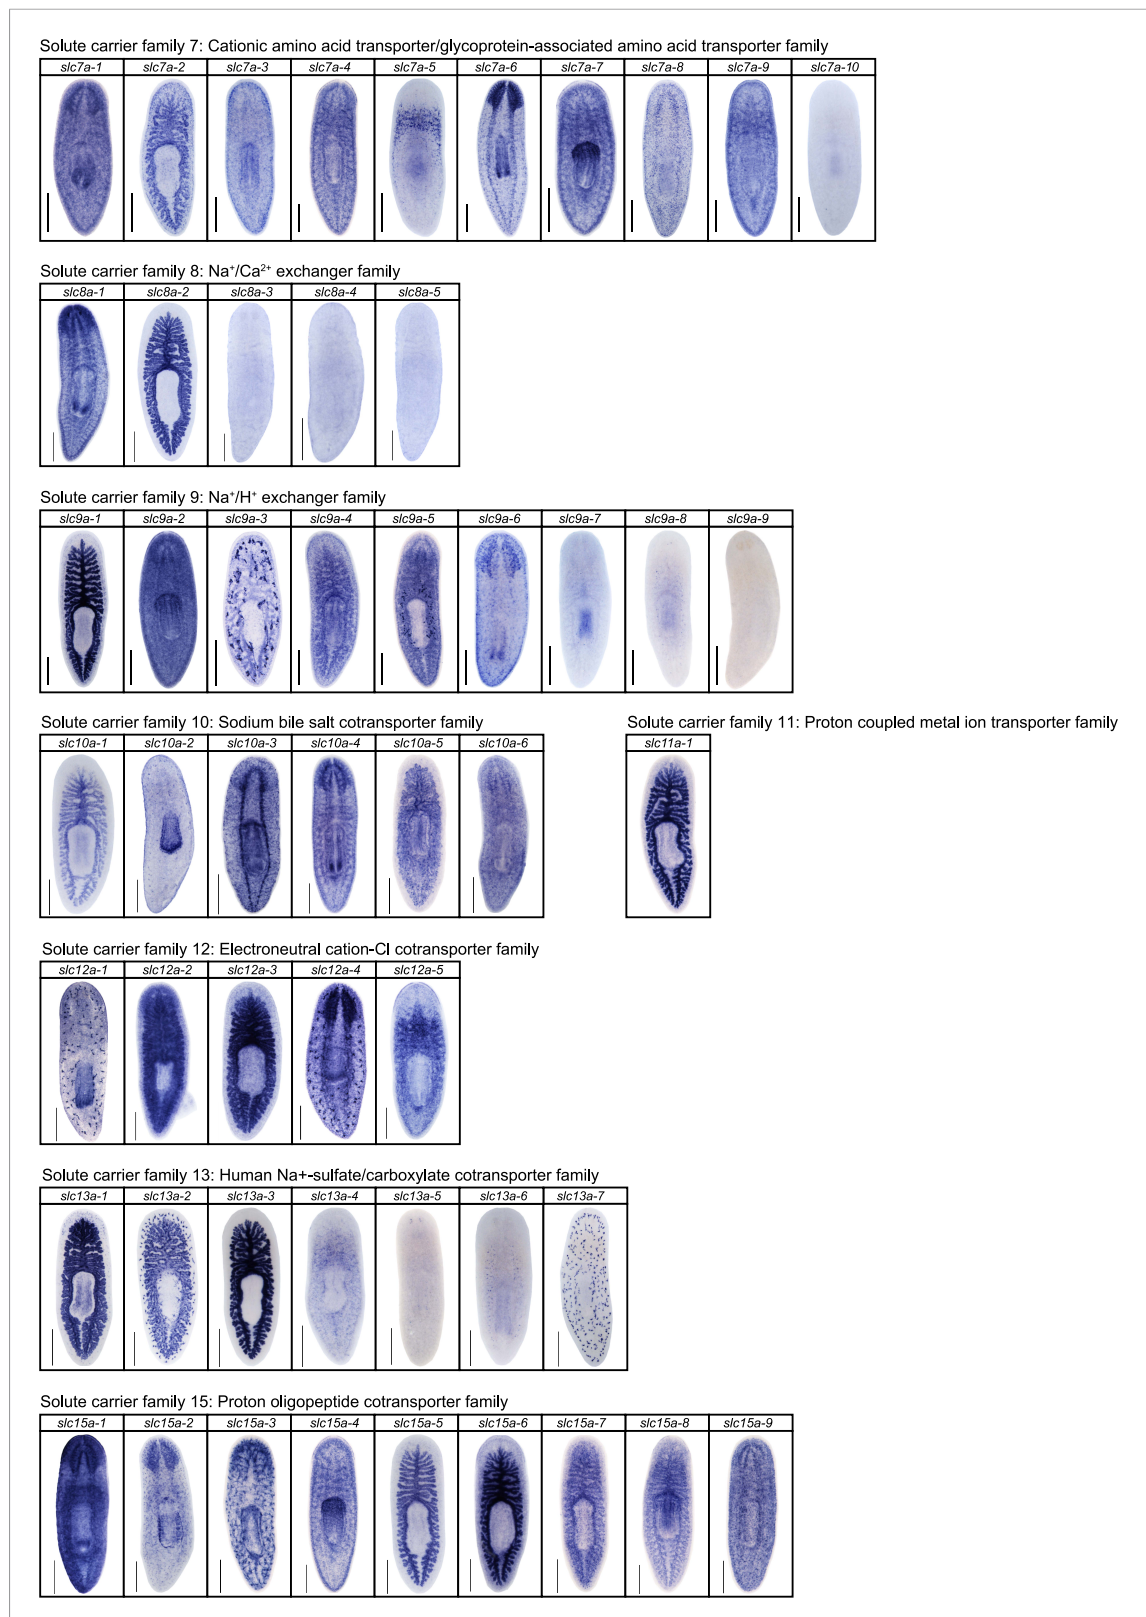 Solute carrier family 7: Cationic amino acid transporter/glycoprotein-associated amino acid transporter family
slc7a-1 slc7a-2 slc7a-3 slc7a-4 slc7a-5 slc7a-6 slc7a-7 slc7a-8 slc7a-9 slc7a-10
Solute carrier family 8: Na⁺/Ca²⁺ exchanger family
slc8a-1 slc8a-2 slc8a-3 slc8a-4 slc8a-5
Solute carrier family 9: Na⁺/H⁺ exchanger family
slc9a-1 slc9a-2 slc9a-3 slc9a-4 slc9a-5 slc9a-6 slc9a-7 slc9a-8 slc9a-9
Solute carrier family 10: Sodium bile salt cotransporter family
slc10a-1 slc10a-2 slc10a-3 slc10a-4 slc10a-5 slc10a-6
Solute carrier family 11: Proton coupled metal ion transporter family
slc11a-1
Solute carrier family 12: Electroneutral cation-Cl cotransporter family
slc12a-1 slc12a-2 slc12a-3 slc12a-4 slc12a-5
Solute carrier family 13: Human Na+-sulfate/carboxylate cotransporter family
slc13a-1 slc13a-2 slc13a-3 slc13a-4 slc13a-5 slc13a-6 slc13a-7
Solute carrier family 15: Proton oligopeptide cotransporter family
slc15a-1 slc15a-2 slc15a-3 slc15a-4 slc15a-5 slc15a-6 slc15a-7 slc15a-8 slc15a-9